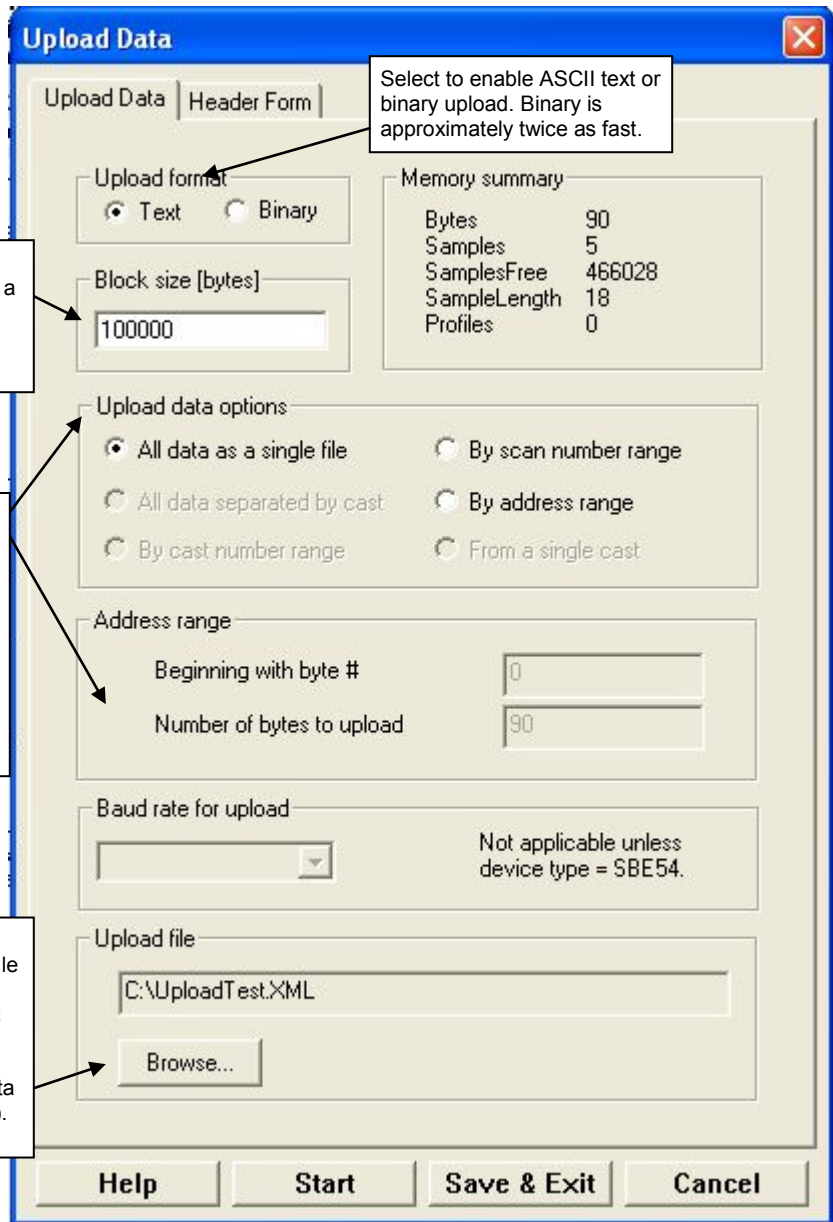 Upload Data
Upload Data
Header Form
Select to enable ASCII text or
binary upload. Binary is
approximately twice as fast.
Upload format
Text
Binary
Memory summary
Bytes 90
Samples 5
SamplesFree 466028
SampleLength 18
Profiles 0
a
Block size [bytes]
100000
Upload data options
All data as a single file
By scan number range
All data separated by cast
By address range
By cast number range
From a single cast
Address range
Beginning with byte # 0
Number of bytes to upload 90
Baud rate for upload
Not applicable unless
device type = SBE54.
Upload file
C:\UploadTest.XML
Browse...
Help
Start
Save & Exit
Cancel